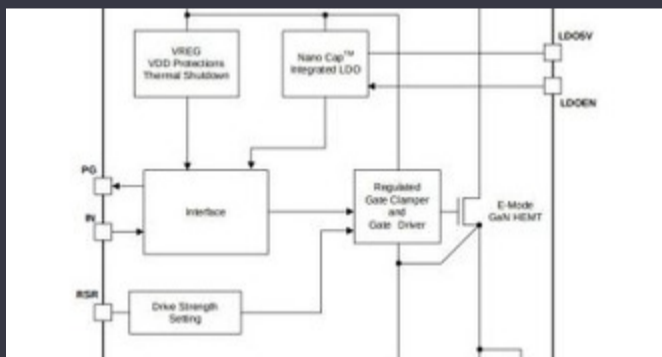 LDO5V
VREG
VDD Protections
Thermal Shutdown
Nano Cap™
Integrated LDO
LDOEN
PG
Interface
Regulated
Gate Clamper
and
Gate Driver
E-Mode
GaN HEMT
IN
RSR
Drive Strength
Setting